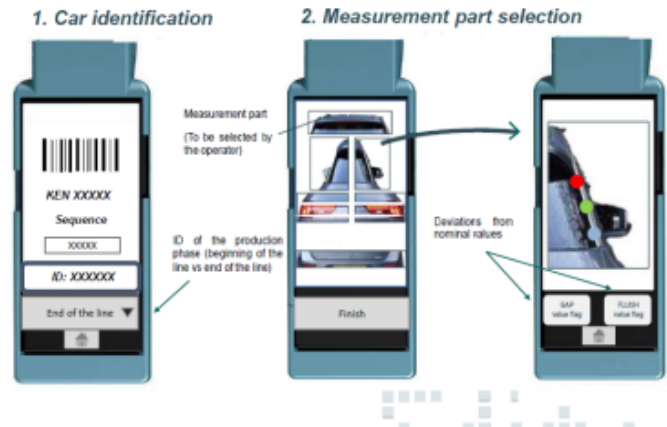 1. Car identification
2. Measurement part selection
KEN XXXXX
Sequence
XXXXX
ID: XXXXXX
End of the line
Measurement part
(To be selected by
the operator)
ID of the production
phase (beginning of the
line vs end of the line)
Finish
Deviations from
nominal values
GAP
value flag
FLUSH
value flag